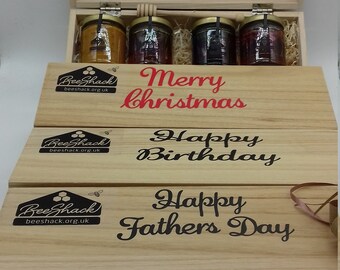 BeeShack
beeshack.org.uk
Merry
Christmas
BeeShack
beeshack.org.uk
Happy
Birthday
BeeShack
beeshack.org.uk
Happy
Fathers Day